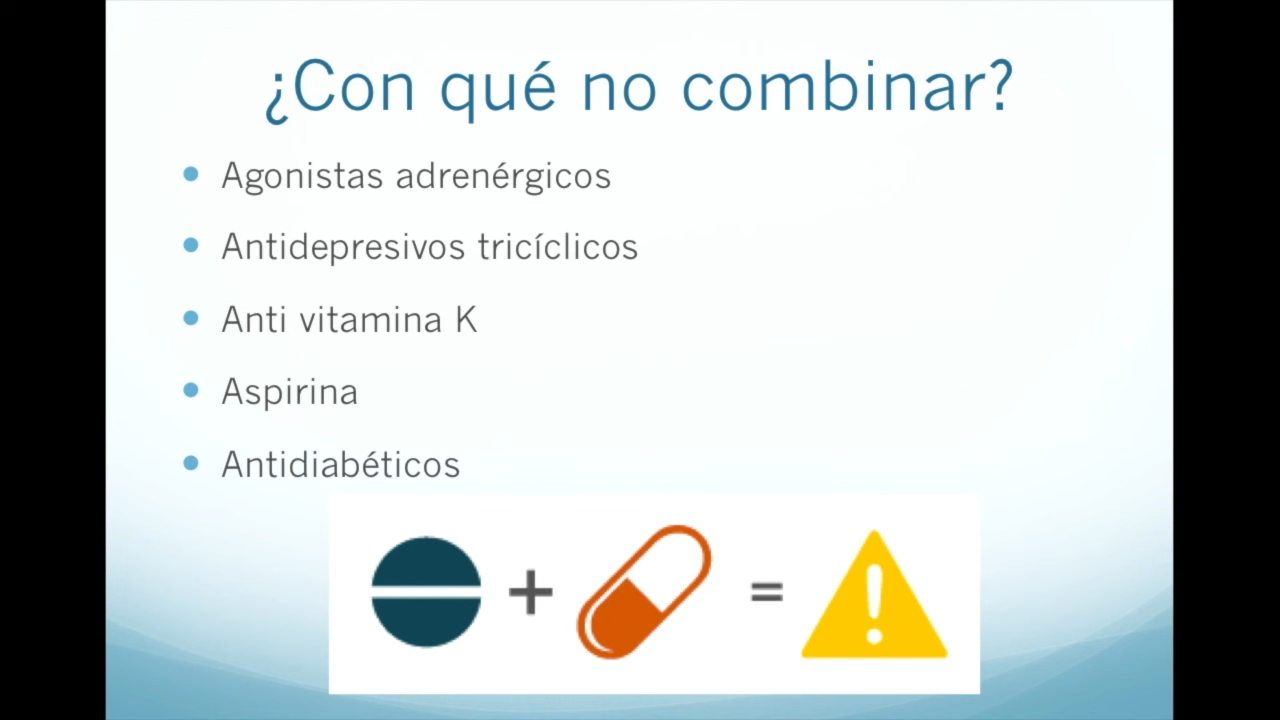 ¿Con qué no combinar?
Agonistas adrenérgicos
Antidepresivos tricíclicos
Anti vitamina K
Aspirina
Antidiabéticos
+ =
!